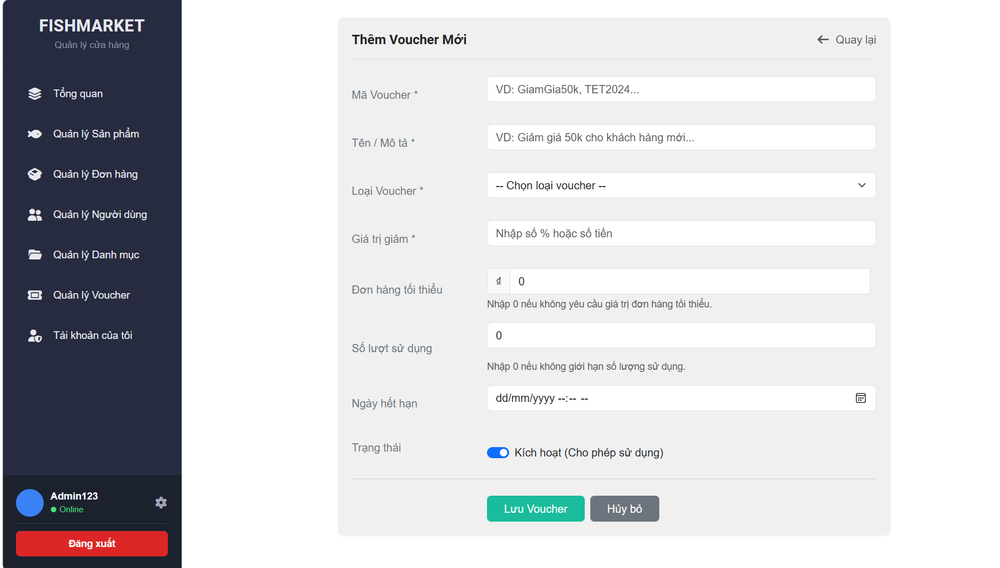 FISHMARKET
Quản lý cửa hàng
Tổng quan
Quản lý Sản phẩm
Quản lý Đơn hàng
Quản lý Người dùng
Quản lý Danh mục
Quản lý Voucher
Tài khoản của tôi
Admin123
Online
Đăng xuất
Thêm Voucher Mới
Quay lại
Mã Voucher *
VD: GiamGia50k, TET2024...
Tên / Mô tả *
VD: Giảm giá 50k cho khách hàng mới...
Loại Voucher *
-- Chọn loại voucher --
Giá trị giảm *
Nhập số % hoặc số tiền
Đơn hàng tối thiểu
₫ 0
Nhập 0 nếu không yêu cầu giá trị đơn hàng tối thiểu.
Số lượt sử dụng
0
Nhập 0 nếu không giới hạn số lượng sử dụng.
Ngày hết hạn
dd/mm/yyyy --:-- --
Trạng thái
Kích hoạt (Cho phép sử dụng)
Lưu Voucher
Hủy bỏ